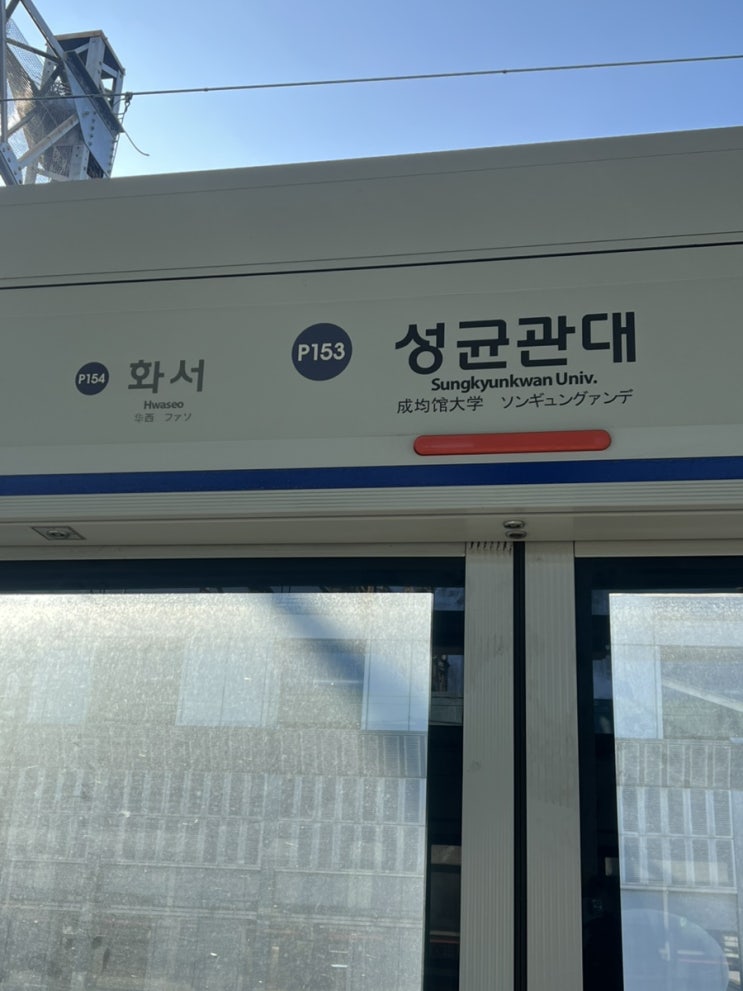 P154
화서
Hwaseo
华西 ファソ
P153
성균관대
Sungkyunkwan Univ.
成均馆大学 ソンギュングァンデ